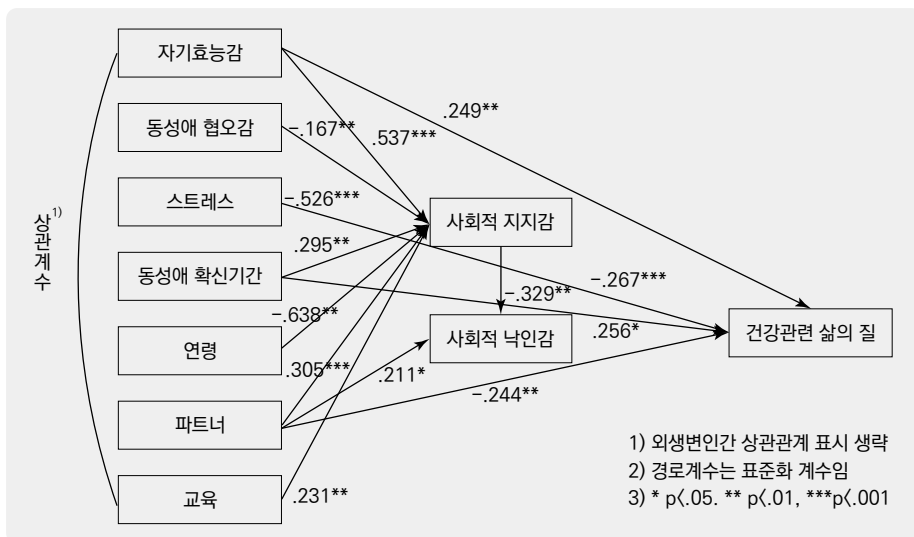 자기효능감
동성애 혐오감
스트레스
동성애 확신기간
연령
파트너
교육
상관계수1)
사회적 지지감
사회적 낙인감
건강관련 삶의 질
.249**
-.167**
.537***
-.526***
.295**
-.267***
-.329**
-.638**
.256*
.305***
.211*
-.244**
.231**
1) 외생변인간 상관관계 표시 생략
2) 경로계수는 표준화 계수임
3) * p<.05. ** p<.01, ***p<.001